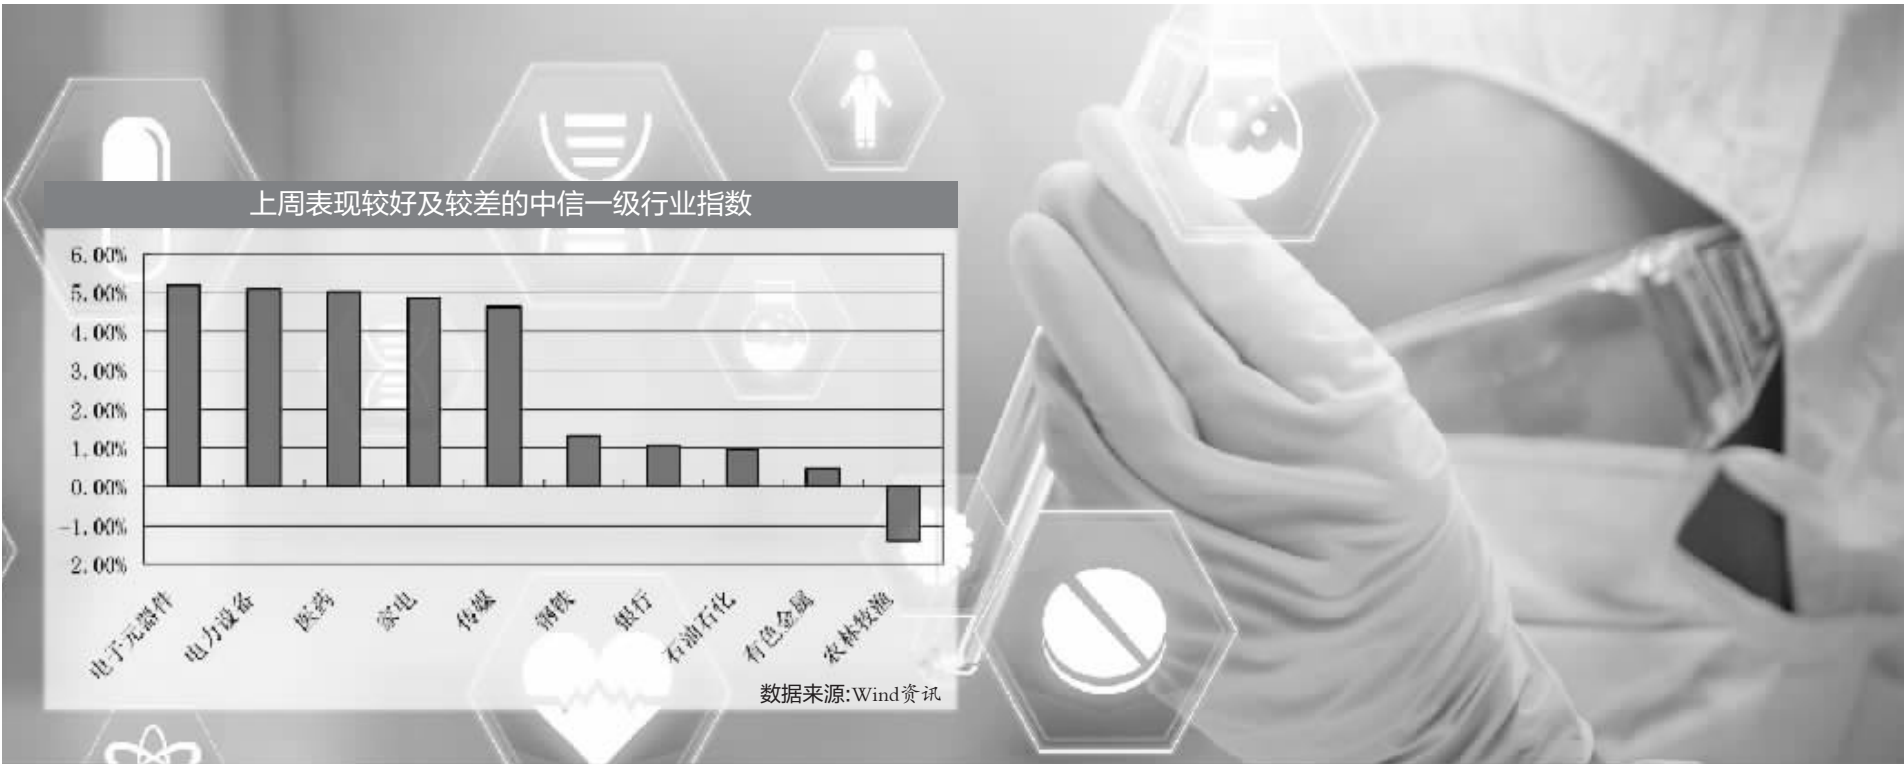 上周表现较好及较差的中信一级行业指数
6.00%
5.00%
4.00%
3.00%
2.00%
1.00%
0.00%
-1.00%
2.00%
电子元器件
电力设备
医药
家电
传媒
钢铁
银行
石油石化
有色金属
农林牧渔
数据来源:Wind资讯